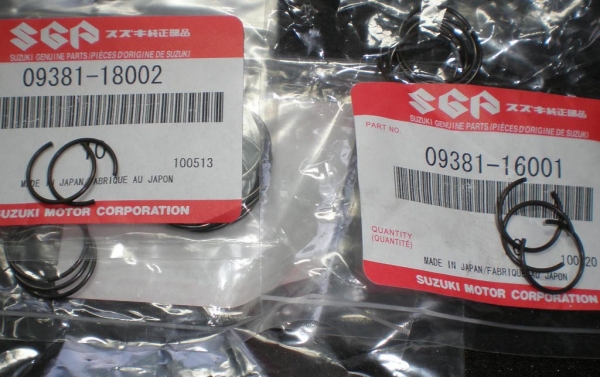 SGP スズキ純正部品
SUZUKI GENUINE PARTS/PIÈCES D'ORIGINE DE SUZUKI
09381-18002
100513
MADE IN JAPAN/FABRIQUE AU JAPON
SUZUKI MOTOR CORPORATION
SGP スズキ純正部品
SUZUKI GENUINE PARTS/PIÈCES D'ORIGINE DE SUZUKI
PART NO.
09381-16001
QUANTITY
(QUANTITÉ)
MADE IN JAPAN/FABRIQUE AU JAPON
SUZUKI MOTOR CORPORATION